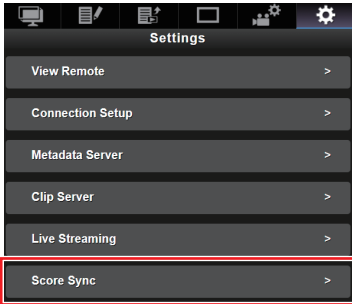 Settings
View Remote >
Connection Setup >
Metadata Server >
Clip Server >
Live Streaming >
Score Sync >